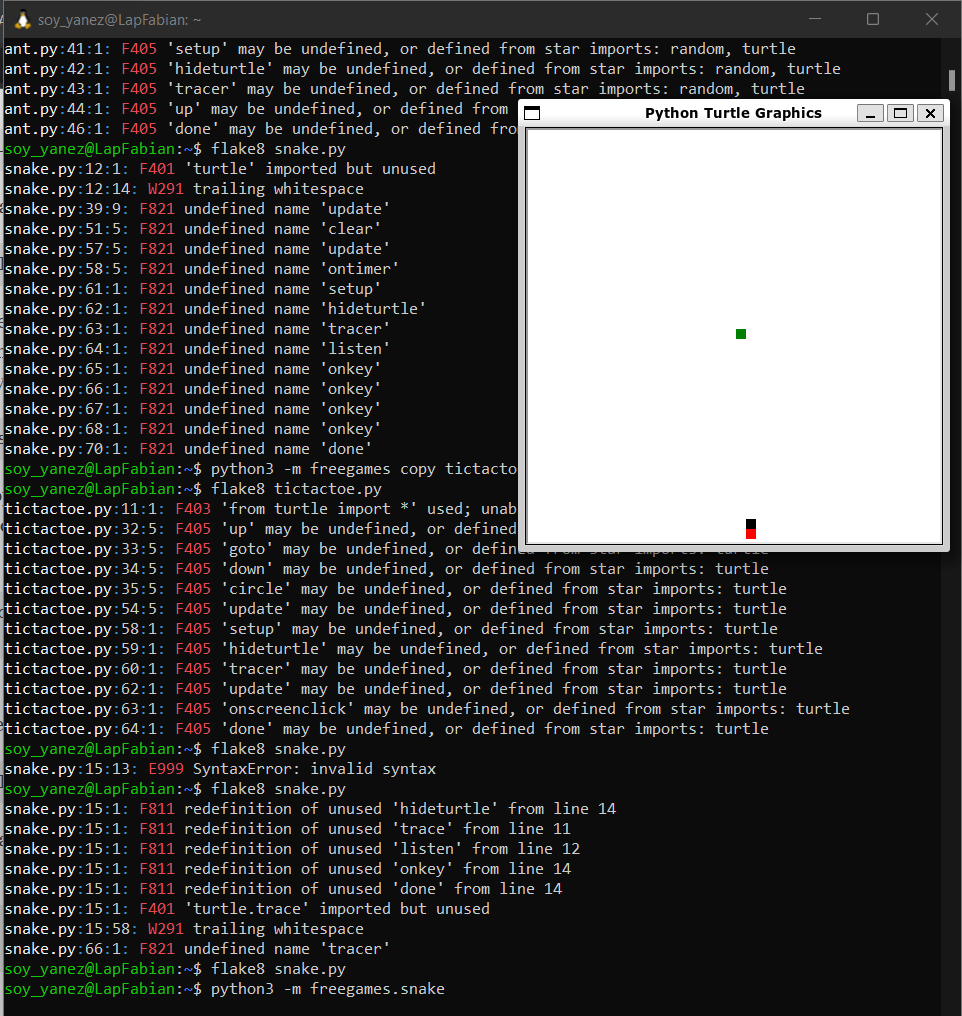 soy_yanez@LapFabian: ~
ant.py:41:1: F405 'setup' may be undefined, or defined from star imports: random, turtle
ant.py:42:1: F405 'hideturtle' may be undefined, or defined from star imports: random, turtle
ant.py:43:1: F405 'tracer' may be undefined, or defined from star imports: random, turtle
ant.py:44:1: F405 'up' may be undefined, or defined from
ant.py:46:1: F405 'done' may be undefined, or defined fro
Python Turtle Graphics
soy_yanez@LapFabian:~$ flake8 snake.py
snake.py:12:1: F401 'turtle' imported but unused
snake.py:12:14: W291 trailing whitespace
snake.py:39:9: F821 undefined name 'update'
snake.py:51:5: F821 undefined name 'clear'
snake.py:57:5: F821 undefined name 'update'
snake.py:58:5: F821 undefined name 'ontimer'
snake.py:61:1: F821 undefined name 'setup'
snake.py:62:1: F821 undefined name 'hideturtle'
snake.py:63:1: F821 undefined name 'tracer'
snake.py:64:1: F821 undefined name 'listen'
snake.py:65:1: F821 undefined name 'onkey'
snake.py:66:1: F821 undefined name 'onkey'
snake.py:67:1: F821 undefined name 'onkey'
snake.py:68:1: F821 undefined name 'onkey'
snake.py:70:1: F821 undefined name 'done'
soy_yanez@LapFabian:~$ python3 -m freegames copy tictacto
soy_yanez@LapFabian:~$ flake8 tictactoe.py
tictactoe.py:11:1: F403 'from turtle import *' used; unab
tictactoe.py:32:5: F405 'up' may be undefined, or defined
tictactoe.py:33:5: F405 'goto' may be undefined, or defined from star imports: turtle
tictactoe.py:34:5: F405 'down' may be undefined, or defined from star imports: turtle
tictactoe.py:35:5: F405 'circle' may be undefined, or defined from star imports: turtle
tictactoe.py:54:5: F405 'update' may be undefined, or defined from star imports: turtle
tictactoe.py:58:1: F405 'setup' may be undefined, or defined from star imports: turtle
tictactoe.py:59:1: F405 'hideturtle' may be undefined, or defined from star imports: turtle
tictactoe.py:60:1: F405 'tracer' may be undefined, or defined from star imports: turtle
tictactoe.py:62:1: F405 'update' may be undefined, or defined from star imports: turtle
tictactoe.py:63:1: F405 'onscreenclick' may be undefined, or defined from star imports: turtle
tictactoe.py:64:1: F405 'done' may be undefined, or defined from star imports: turtle
soy_yanez@LapFabian:~$ flake8 snake.py
snake.py:15:13: E999 SyntaxError: invalid syntax
soy_yanez@LapFabian:~$ flake8 snake.py
snake.py:15:1: F811 redefinition of unused 'hideturtle' from line 14
snake.py:15:1: F811 redefinition of unused 'trace' from line 11
snake.py:15:1: F811 redefinition of unused 'listen' from line 12
snake.py:15:1: F811 redefinition of unused 'onkey' from line 14
snake.py:15:1: F811 redefinition of unused 'done' from line 14
snake.py:15:1: F401 'turtle.trace' imported but unused
snake.py:15:58: W291 trailing whitespace
snake.py:66:1: F821 undefined name 'tracer'
soy_yanez@LapFabian:~$ flake8 snake.py
soy_yanez@LapFabian:~$ python3 -m freegames.snake